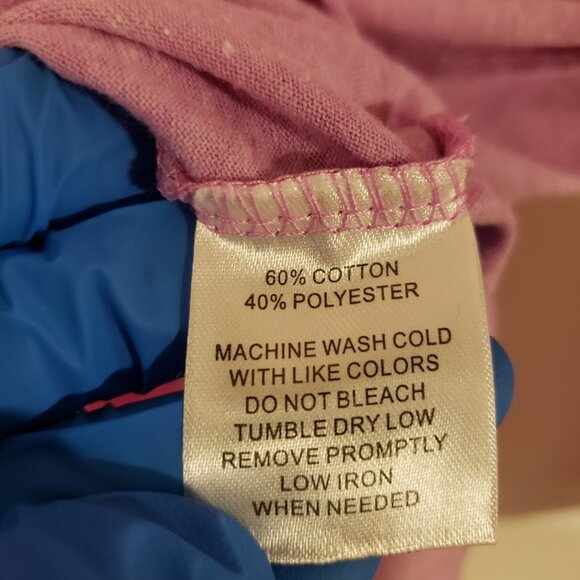 60% COTTON
40% POLYESTER
MACHINE WASH COLD
WITH LIKE COLORS
DO NOT BLEACH
TUMBLE DRY LOW
REMOVE PROMPTLY
LOW IRON
WHEN NEEDED